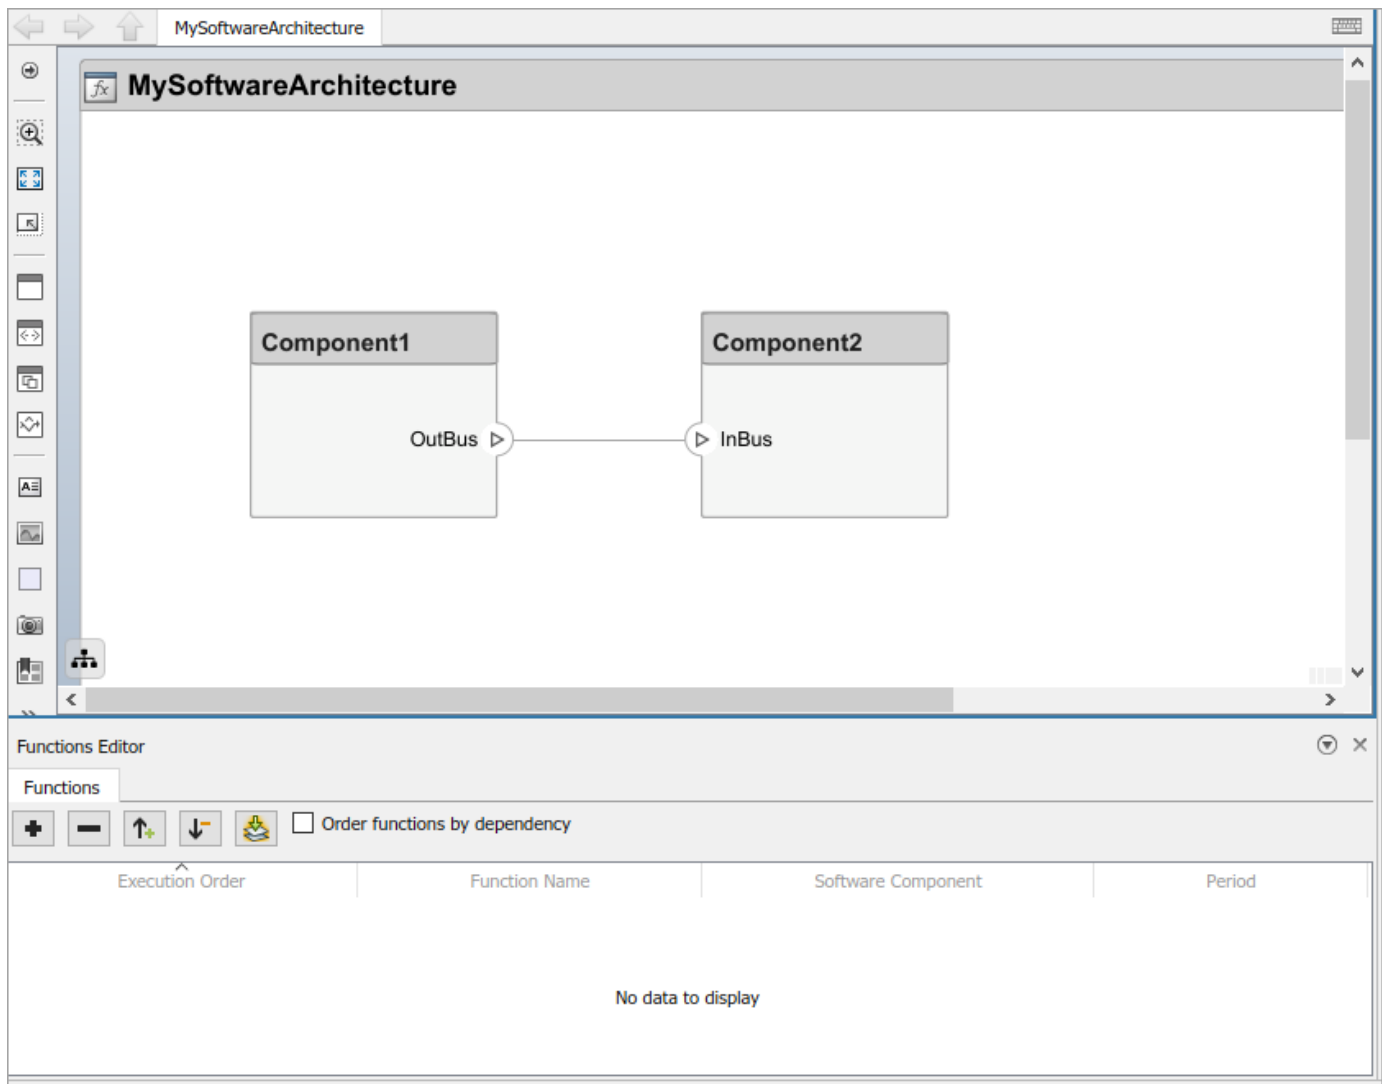 MySoftwareArchitecture
fx MySoftwareArchitecture
Component1
Component2
OutBus
InBus
A
Functions Editor
Functions
Order functions by dependency
Execution Order Function Name Software Component Period
No data to display